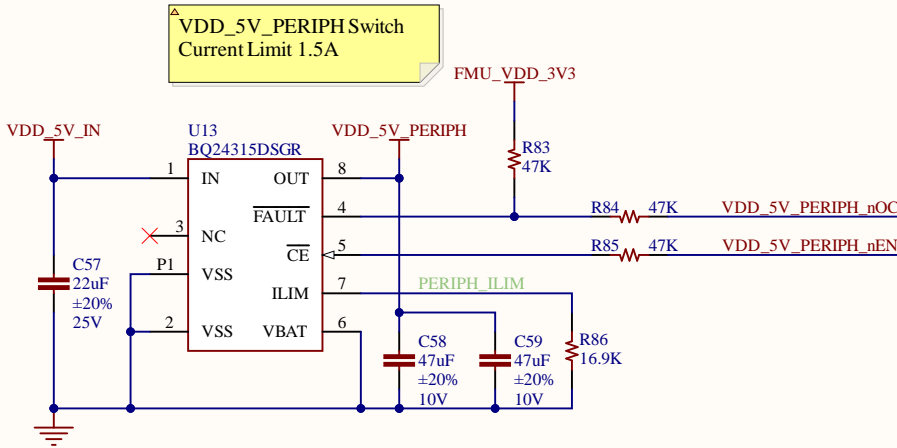 VDD_5V_PERIPH Switch
Current Limit 1.5A
FMU_VDD_3V3
VDD_5V_IN
U13
BQ24315DSGR
VDD_5V_PERIPH
R83
47K
1
IN
OUT
8
FAULT
4
R84
47K
VDD_5V_PERIPH_nOC
3
NC
CE
5
R85
47K
VDD_5V_PERIPH_nEN
P1
VSS
ILIM
7
PERIPH_ILIM
2
VSS
VBAT
6
C57
22uF
±20%
25V
C58
47uF
±20%
10V
C59
47uF
±20%
10V
R86
16.9K